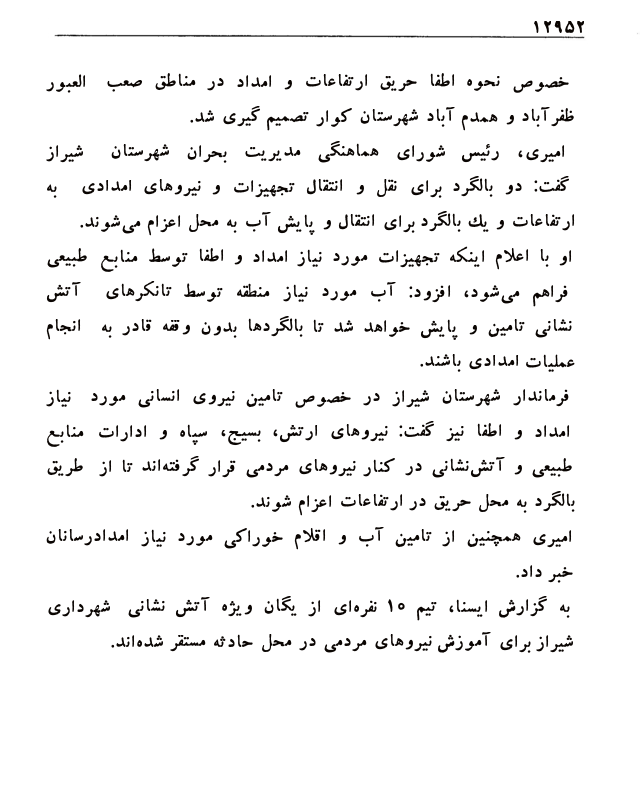 ۱۲۹۵۲
خصوص نحوه اطفا حریق ارتفاعات و امداد در مناطق صعب العبور
ظفرآباد و همدم آباد شهرستان کوار تصمیم گیری شد.
امیری، رئیس شورای هماهنگی مدیریت بحران شهرستان شیراز
گفت: دو بالگرد برای نقل و انتقال تجهیزات و نیروهای امدادی به
ارتفاعات و یك بالگرد برای انتقال و پایش آب به محل اعزام می‌شوند.
او با اعلام اینکه تجهیزات مورد نیاز امداد و اطفا توسط منابع طبیعی
فراهم می‌شود، افزود: آب مورد نیاز منطقه توسط تانکرهای آتش
نشانی تامین و پایش خواهد شد تا بالگردها بدون وقفه قادر به انجام
عملیات امدادی باشند.
فرماندار شهرستان شیراز در خصوص تامین نیروی انسانی مورد نیاز
امداد و اطفا نیز گفت: نیروهای ارتش، بسیج، سپاه و ادارات منابع
طبیعی و آتش‌نشانی در کنار نیروهای مردمی قرار گرفته‌اند تا از طریق
بالگرد به محل حریق در ارتفاعات اعزام شوند.
امیری همچنین از تامین آب و اقلام خوراکی مورد نیاز امدادرسانان
خبر داد.
به گزارش ایسنا، تیم ۱۰ نفره‌ای از یگان ویژه آتش نشانی شهرداری
شیراز برای آموزش نیروهای مردمی در محل حادثه مستقر شده‌اند.